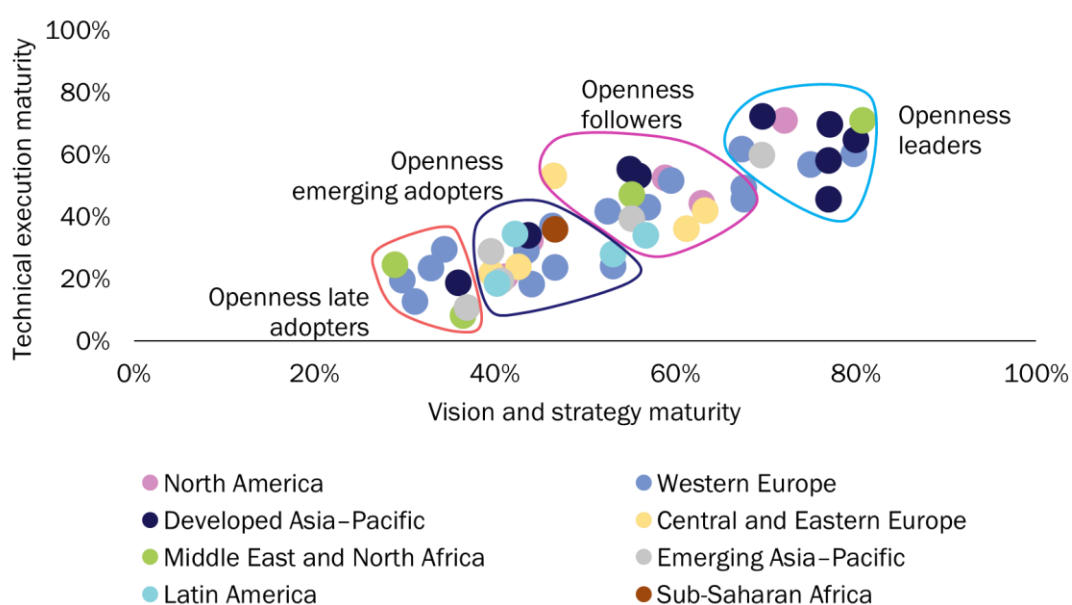 100%
80%
60%
40%
20%
0%
Technical execution maturity
Openness
followers
Openness
leaders
Openness
emerging adopters
Openness late
adopters
0%
20%
40%
60%
80%
100%
Vision and strategy maturity
North America
Western Europe
Developed Asia–Pacific
Central and Eastern Europe
Middle East and North Africa
Emerging Asia–Pacific
Latin America
Sub-Saharan Africa